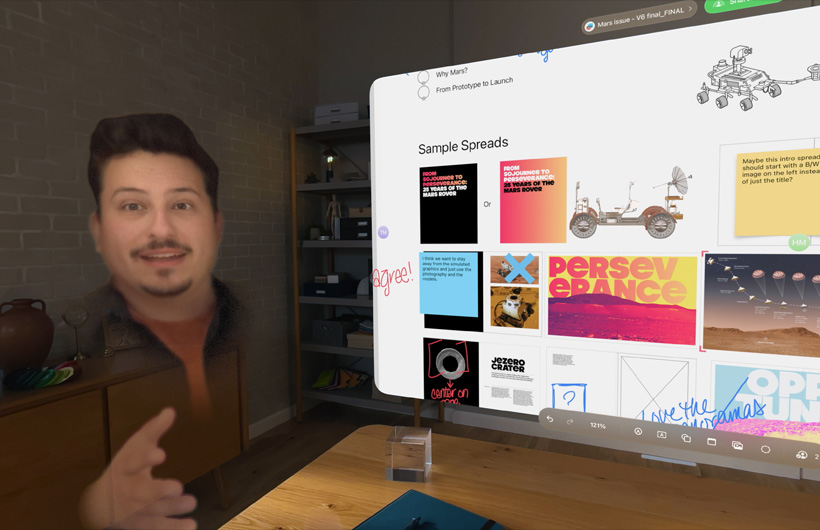 Mars issue - V6 final_FINAL
Why Mars?
From Prototype to Launch
Sample Spreads
FROM
SOJOURNER TO
PERSEVERANCE:
25 YEARS OF THE
MARS ROVER
Or
FROM
SOJOURNER TO
PERSEVERANCE:
25 YEARS OF THE
MARS ROVER
Maybe this intro spread
should start with a B/W
image on the left instead
of just the title?
HM
agree!
I think we want to stay
away from the simulated
graphics and just use the
photography and the
models.
PERSEV
ERANCE
JEZERO
CRATER
center on
?
Love the
panoramas
OPP
UN
121%
2